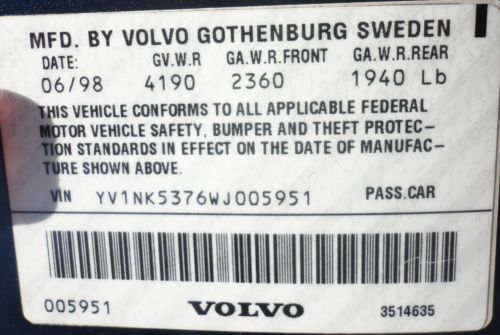 MFD. BY VOLVO GOTHENBURG SWEDEN
DATE: GV.W.R GA.W.R.FRONT GA.W.R.REAR
06/98 4190 2360 1940 Lb
THIS VEHICLE CONFORMS TO ALL APPLICABLE FEDERAL
MOTOR VEHICLE SAFETY, BUMPER AND THEFT PROTEC-
TION STANDARDS IN EFFECT ON THE DATE OF MANUFAC-
TURE SHOWN ABOVE.
VIN YV1NK5376WJ005951 PASS.CAR
005951 VOLVO 3514635